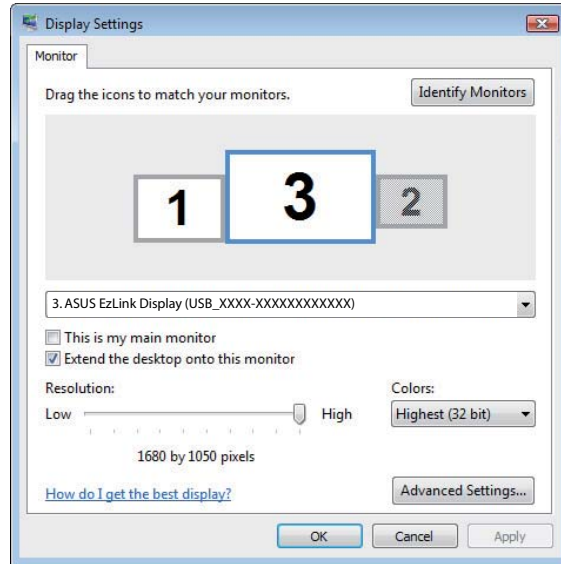 Display Settings
Monitor
Drag the icons to match your monitors.
Identify Monitors
1 3 2
3. ASUS EzLink Display (USB_XXXX-XXXXXXXXXXXX)
This is my main monitor
Extend the desktop onto this monitor
Resolution:
Colors:
Low
High
Highest (32 bit)
1680 by 1050 pixels
How do I get the best display?
Advanced Settings...
OK
Cancel
Apply